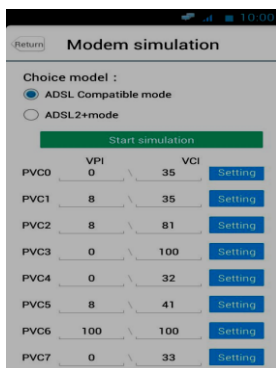 10:00
Return Modem simulation
Choice model :
ADSL Compatible mode
ADSL2+mode
Start simulation
VPI VCI
PVC0 0 \ 35 Setting
PVC1 8 \ 35 Setting
PVC2 8 \ 81 Setting
PVC3 0 \ 100 Setting
PVC4 0 \ 32 Setting
PVC5 8 \ 41 Setting
PVC6 100 \ 100 Setting
PVC7 0 \ 33 Setting